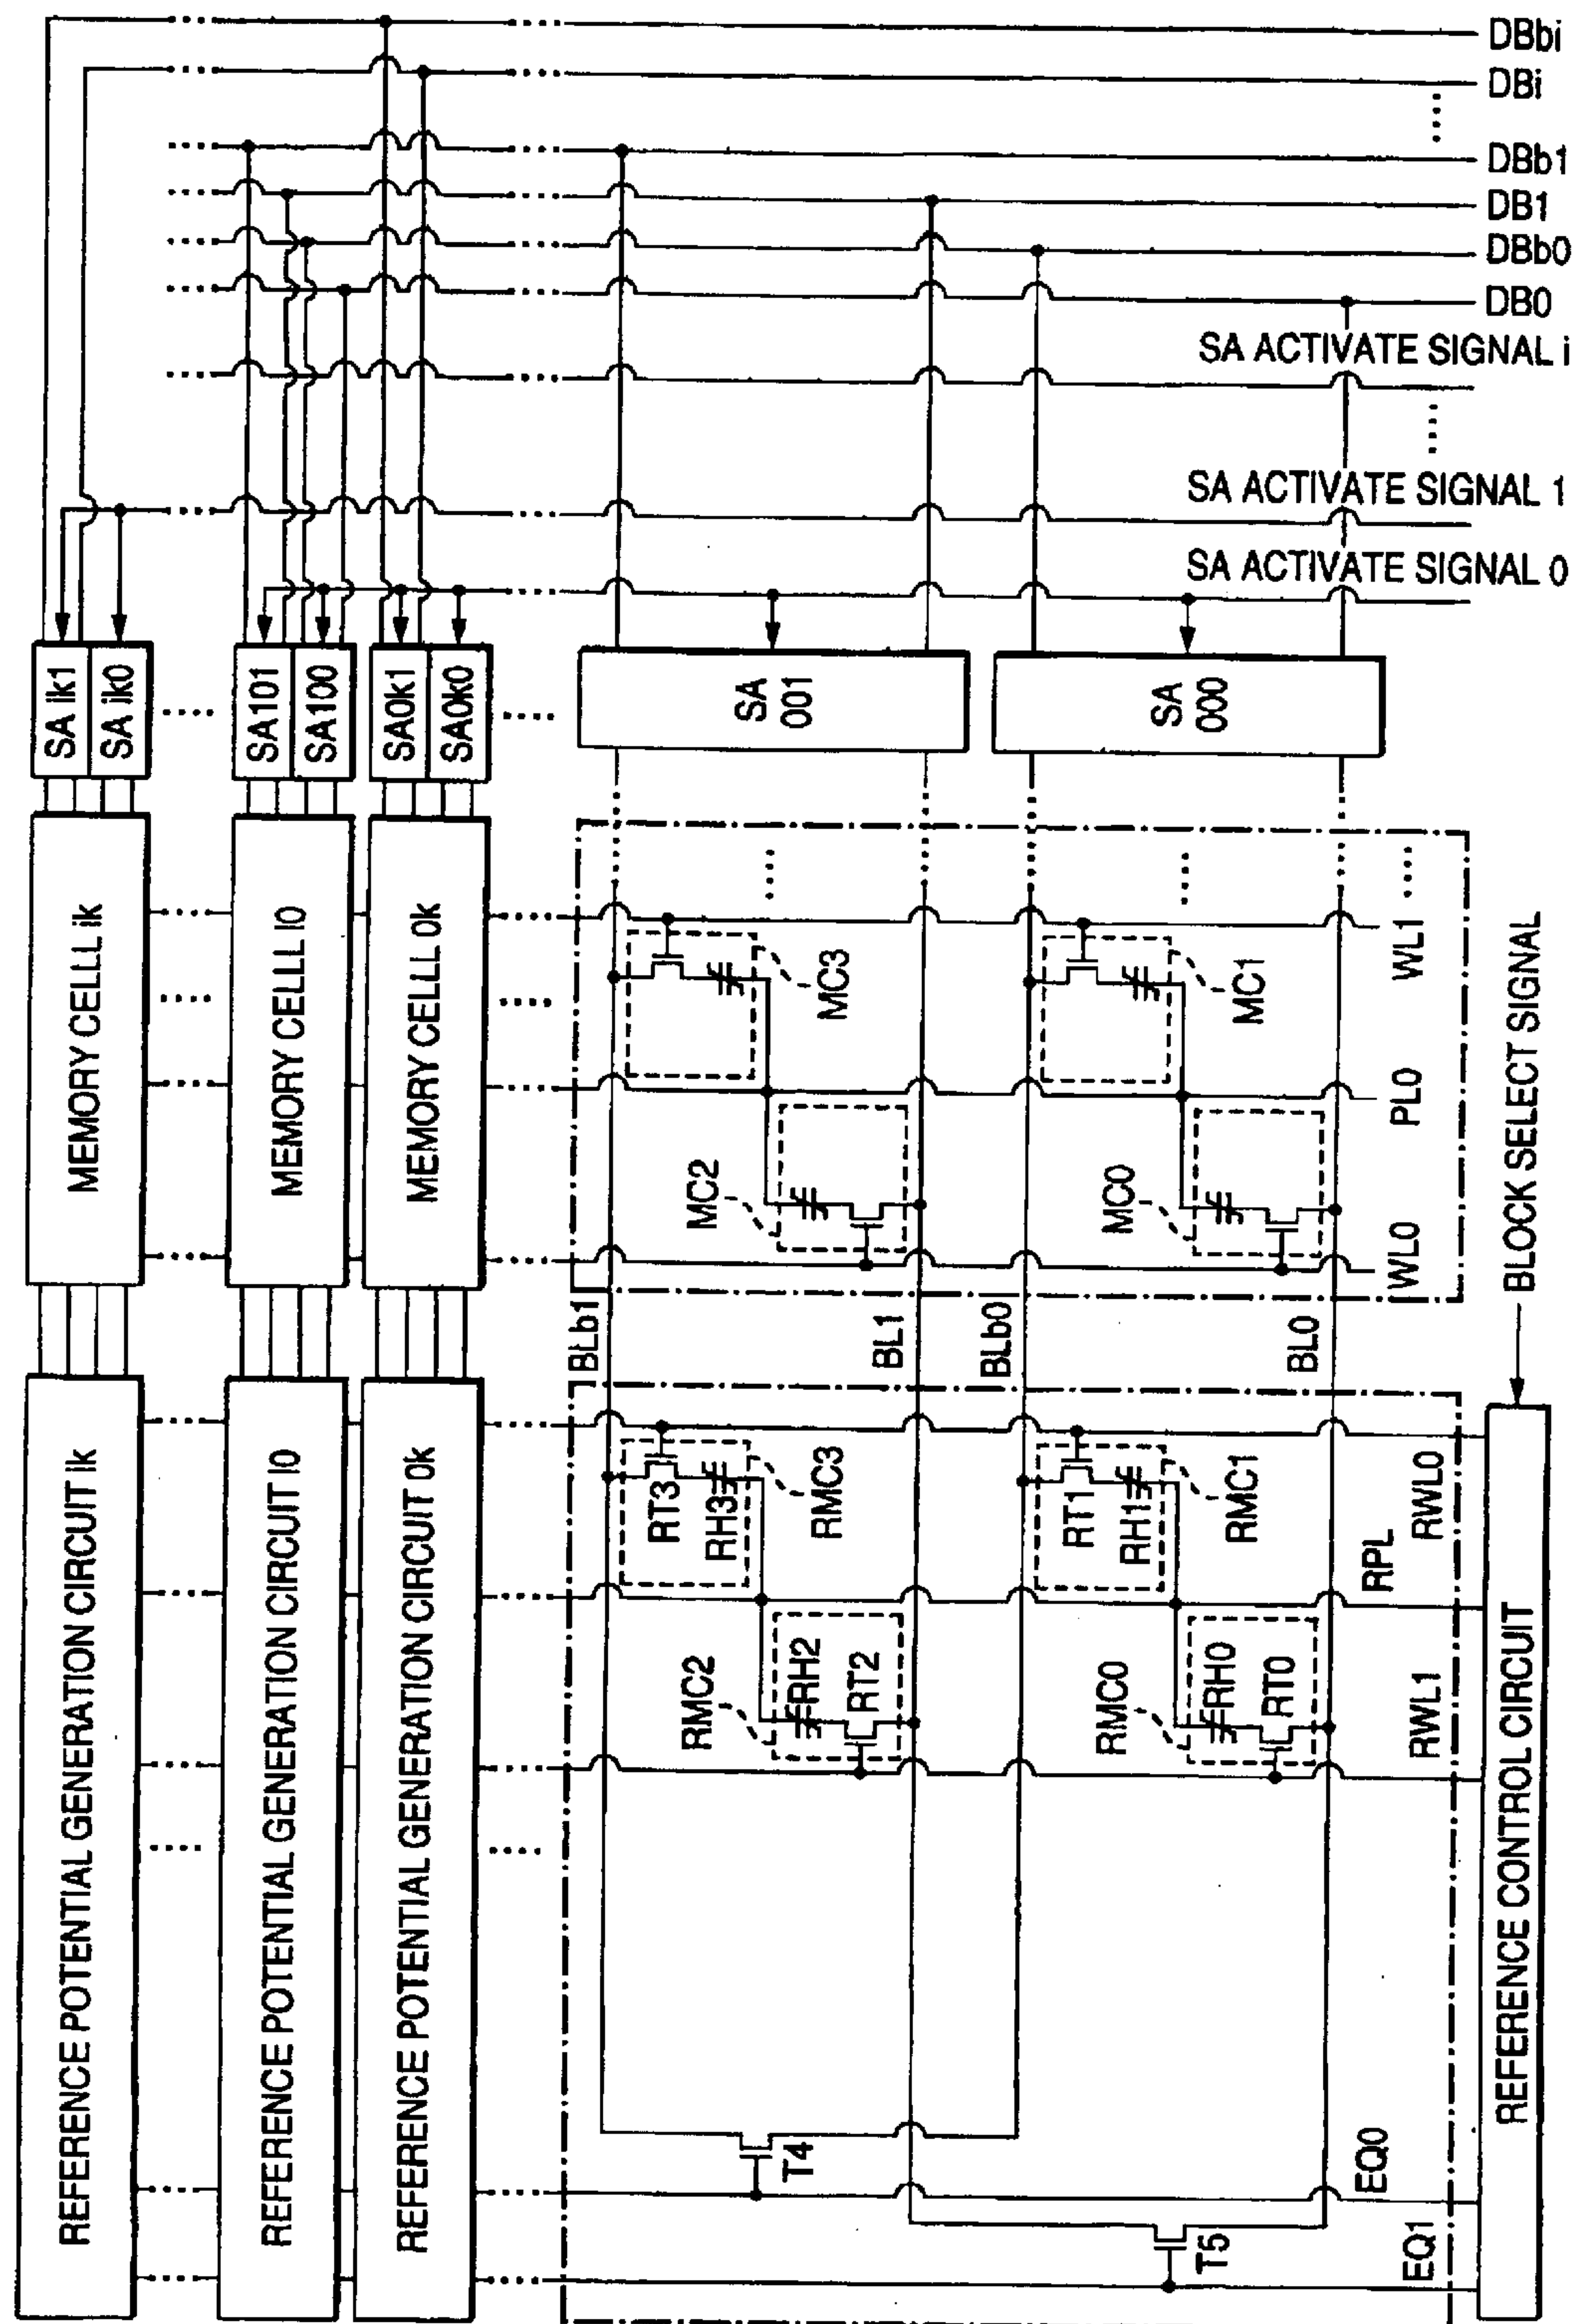 DBbi
DBi
DBb1
DB1
DBb0
DB0
SA ACTIVATE SIGNAL i
SA ACTIVATE SIGNAL 1
SA ACTIVATE SIGNAL 0
SA ik1
SA ik0
SA101
SA100
SA0k1
SA0k0
SA
001
SA
000
MEMORY CELLL ik
MEMORY CELLL I0
MEMORY CELLL 0k
MC3
MC1
WL1
PL0
MC2
MC0
WL0
BLOCK SELECT SIGNAL
BLb1
BL1
BLb0
BL0
REFERENCE POTENTIAL GENERATION CIRCUIT ik
REFERENCE POTENTIAL GENERATION CIRCUIT I0
REFERENCE POTENTIAL GENERATION CIRCUIT 0k
RT3
RH3
RMC3
RT1
RH1
RMC1
RWL0
RPL
RMC2
RH2
RT2
RMC0
RH0
RT0
RWL1
REFERENCE CONTROL CIRCUIT
T4
EQ0
T5
EQ1